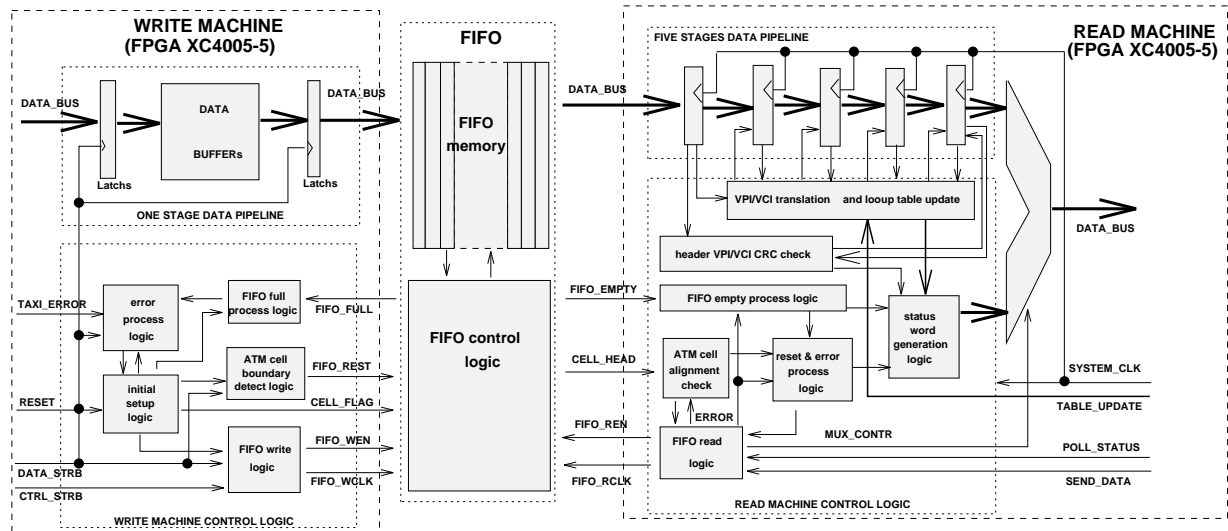 WRITE MACHINE
(FPGA XC4005-5)
DATA_BUS
DATA
BUFFERs
Latchs
Latchs
DATA_BUS
ONE STAGE DATA PIPELINE
TAXI_ERROR
error
process
logic
FIFO full
process logic
FIFO_FULL
ATM cell
boundary
detect logic
FIFO_REST
RESET
initial
setup
logic
CELL_FLAG
FIFO write
logic
FIFO_WEN
DATA_STRB
FIFO_WCLK
CTRL_STRB
WRITE MACHINE CONTROL LOGIC
FIFO
FIFO
memory
FIFO control
logic
READ MACHINE
(FPGA XC4005-5)
FIVE STAGES DATA PIPELINE
DATA_BUS
VPI/VCI translation and looup table update
DATA_BUS
header VPI/VCI CRC check
FIFO_EMPTY
FIFO empty process logic
status
word
generation
logic
CELL_HEAD
ATM cell
alignment
check
reset & error
process
logic
SYSTEM_CLK
TABLE_UPDATE
ERROR
FIFO_REN
FIFO read
logic
MUX_CONTR
POLL_STATUS
FIFO_RCLK
SEND_DATA
READ MACHINE CONTROL LOGIC